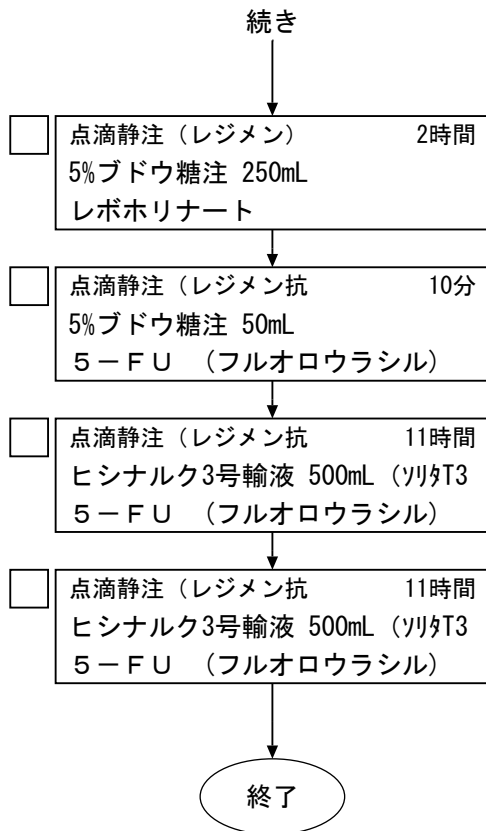 続き
点滴静注（レジメン） 2時間
5%ブドウ糖注 250mL
レボホリナート
点滴静注（レジメン抗 10分
5%ブドウ糖注 50mL
５－ＦＵ （フルオロウラシル）
点滴静注（レジメン抗 11時間
ヒシナルク3号輸液 500mL（ｿﾘﾀT3
５－ＦＵ （フルオロウラシル）
点滴静注（レジメン抗 11時間
ヒシナルク3号輸液 500mL（ｿﾘﾀT3
５－ＦＵ （フルオロウラシル）
終了